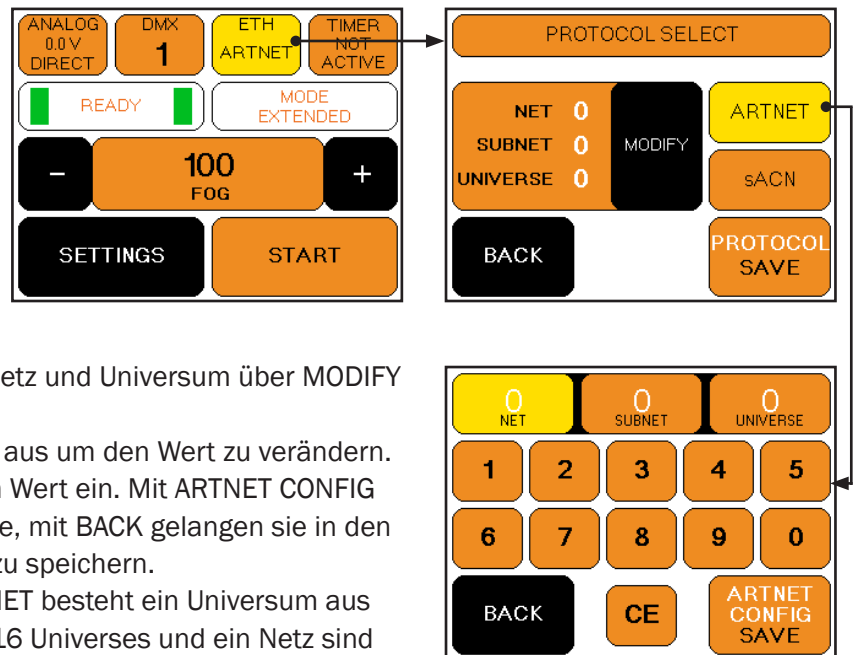 ANALOG
0.0 V
DIRECT
DMX
1
ETH
ARTNET
TIMER
NOT
ACTIVE
READY
MODE
EXTENDED
-
100
FOG
+
SETTINGS
START
PROTOCOL SELECT
NET 0
SUBNET 0
UNIVERSE 0
MODIFY
ARTNET
sACN
BACK
PROTOCOL
SAVE
etz und Universum über MODIFY
aus um den Wert zu verändern.
n Wert ein. Mit ARTNET CONFIG
e, mit BACK gelangen sie in den
zu speichern.
NET besteht ein Universum aus
16 Universes und ein Netz sind
0
NET
0
SUBNET
0
UNIVERSE
1 2 3 4 5
6 7 8 9 0
BACK
CE
ARTNET
CONFIG
SAVE